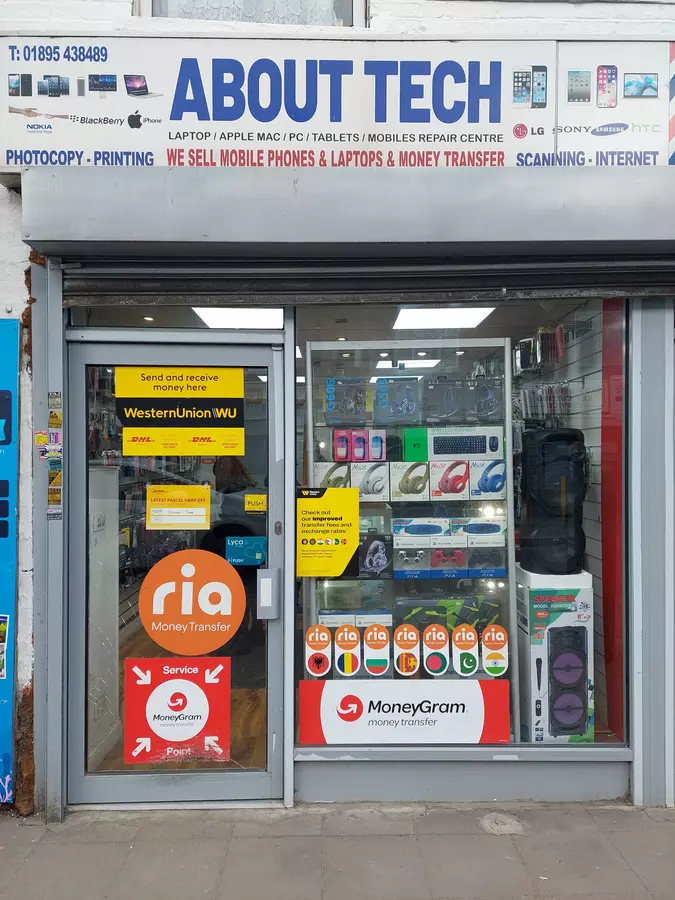 T: 01895 438489
ABOUT TECH
NOKIA
BlackBerry
iPhone
LAPTOP / APPLE MAC / PC / TABLETS / MOBILES REPAIR CENTRE
LG
SONY
SAMSUNG
hTC
PHOTOCOPY - PRINTING
WE SELL MOBILE PHONES & LAPTOPS & MONEY TRANSFER
SCANNING - INTERNET
Send and receive
money here
WesternUnion\\WU
DHL
DHL
LATEST PARCEL DROP OFF
PUSH
Lyca
PUSH
ria
Money Transfer
Service
MoneyGram
money transfer
Point
Check out
our improved
transfer fees and
exchange rates
ria
ria
ria
ria
ria
ria
ria
MoneyGram
money transfer
SPEAKER